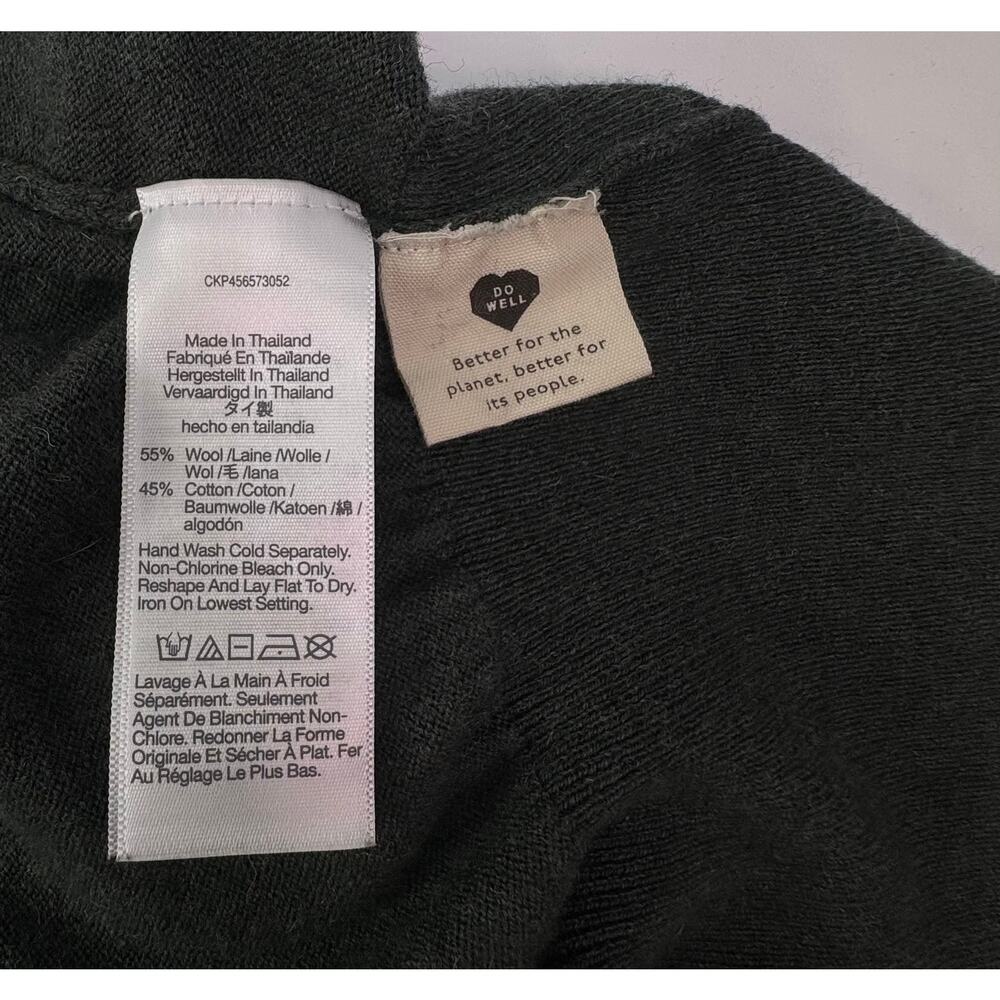 CKP456573052
Made In Thailand
Fabriqué En Thaïlande
Hergestellt In Thailand
Vervaardigd In Thailand
タイ製
hecho en tailandia
55% Wool /Laine /Wolle /
Wol /毛 /lana
45% Cotton /Coton /
Baumwolle /Katoen /綿 /
algodón
Hand Wash Cold Separately.
Non-Chlorine Bleach Only.
Reshape And Lay Flat To Dry.
Iron On Lowest Setting.
Lavage À La Main À Froid
Séparément. Seulement
Agent De Blanchiment Non-
Chlore. Redonner La Forme
Originale Et Sécher À Plat. Fer
Au Réglage Le Plus Bas.
DO
WELL
Better for the
planet, better for
its people.